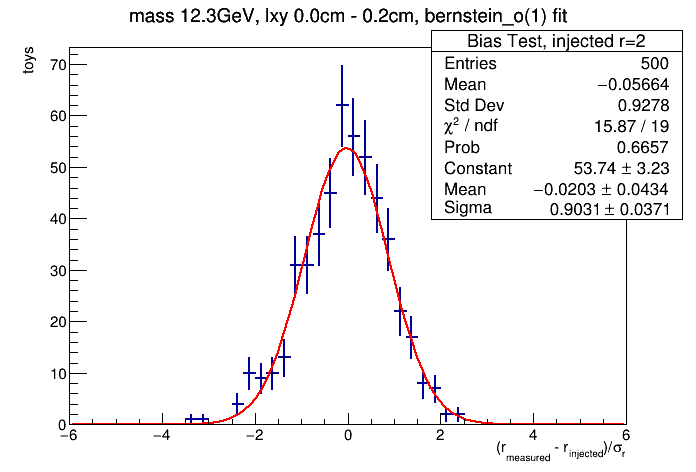 mass 12.3GeV, lxy 0.0cm - 0.2cm, bernstein_o(1) fit
toys
Bias Test, injected r=2
Entries 500
Mean −0.05664
Std Dev 0.9278
χ² / ndf 15.87 / 19
Prob 0.6657
Constant 53.74 ± 3.23
Mean −0.0203 ± 0.0434
Sigma 0.9031 ± 0.0371
70
60
50
40
30
20
10
0
−6 −4 −2 0 2 4 6
(r_measured - r_injected)/σ_r